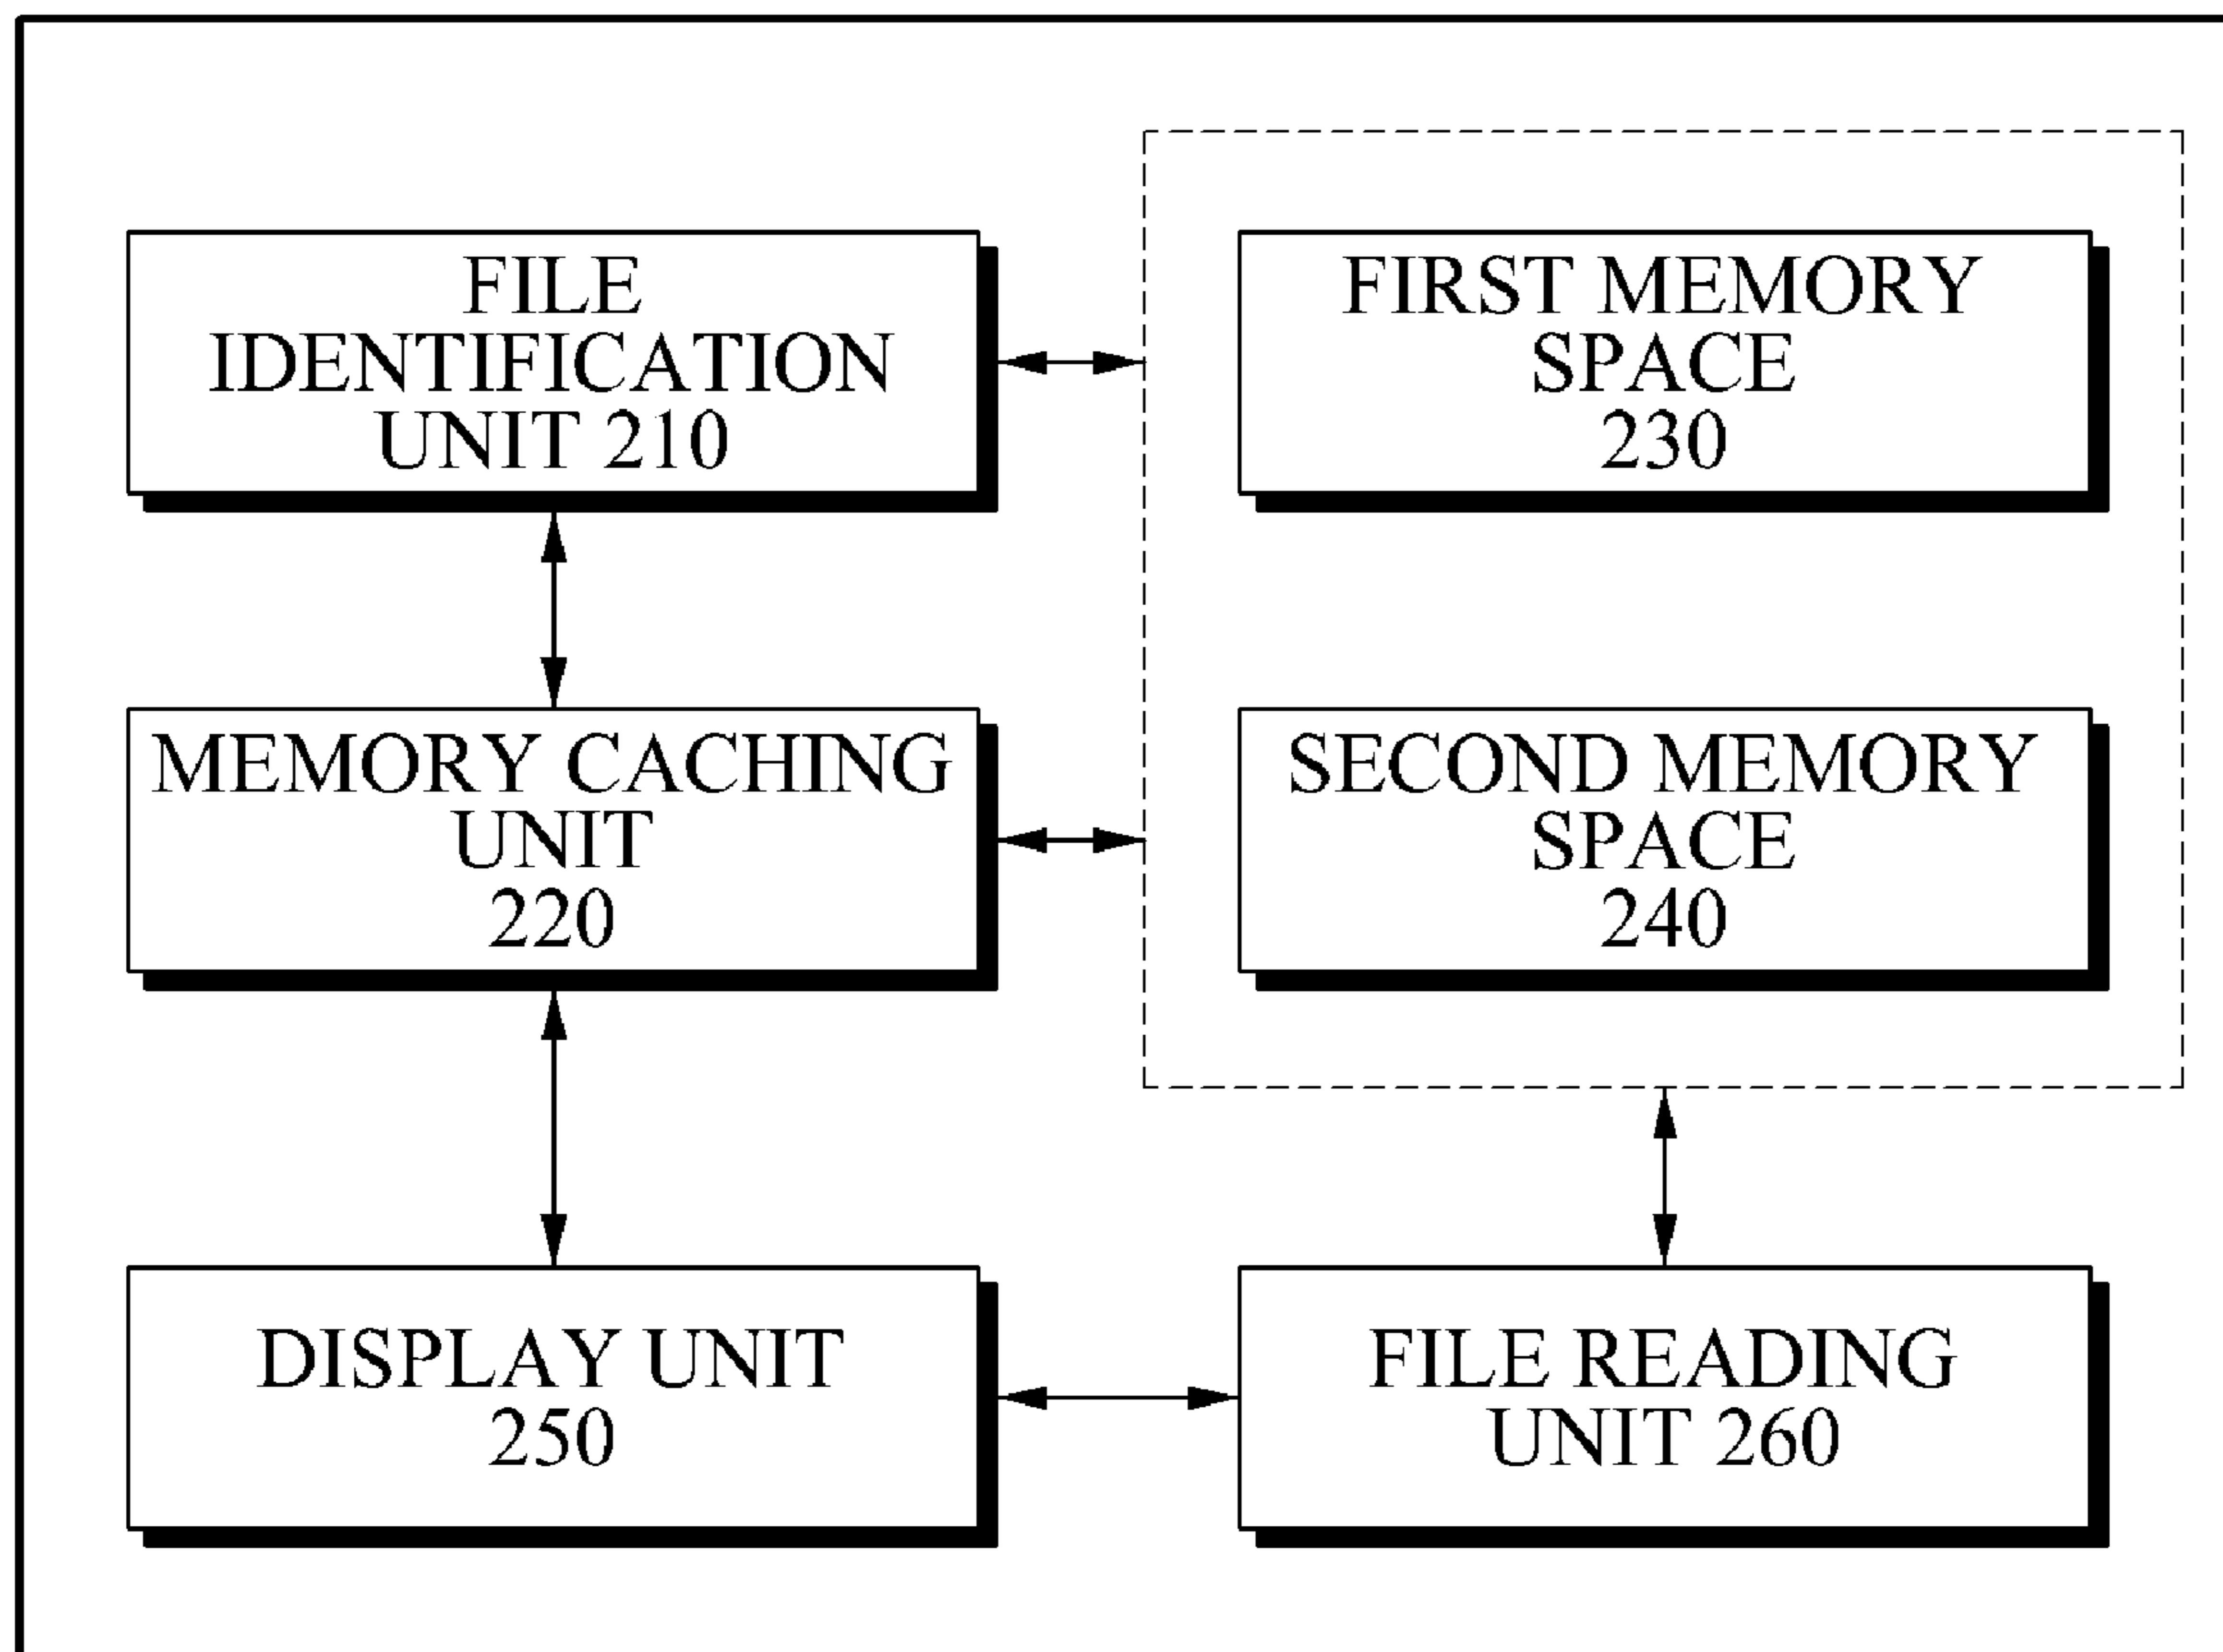 FILE
IDENTIFICATION
UNIT 210
FIRST MEMORY
SPACE
230
MEMORY CACHING
UNIT
220
SECOND MEMORY
SPACE
240
DISPLAY UNIT
250
FILE READING
UNIT 260